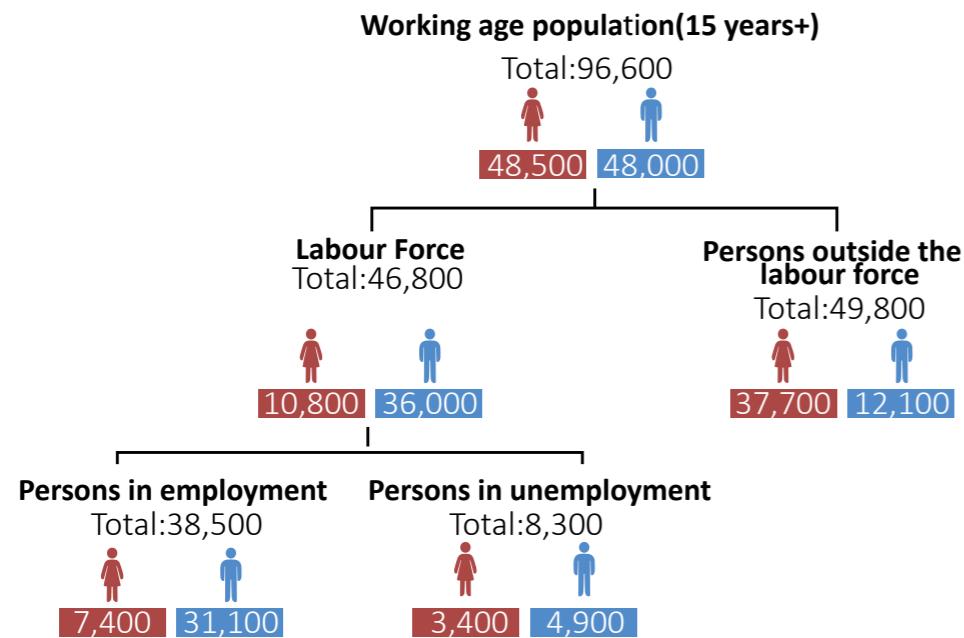 Working age population(15 years+)
Total:96,600
48,500 48,000
Labour Force
Total:46,800
10,800 36,000
Persons outside the
labour force
Total:49,800
37,700 12,100
Persons in employment
Total:38,500
7,400 31,100
Persons in unemployment
Total:8,300
3,400 4,900